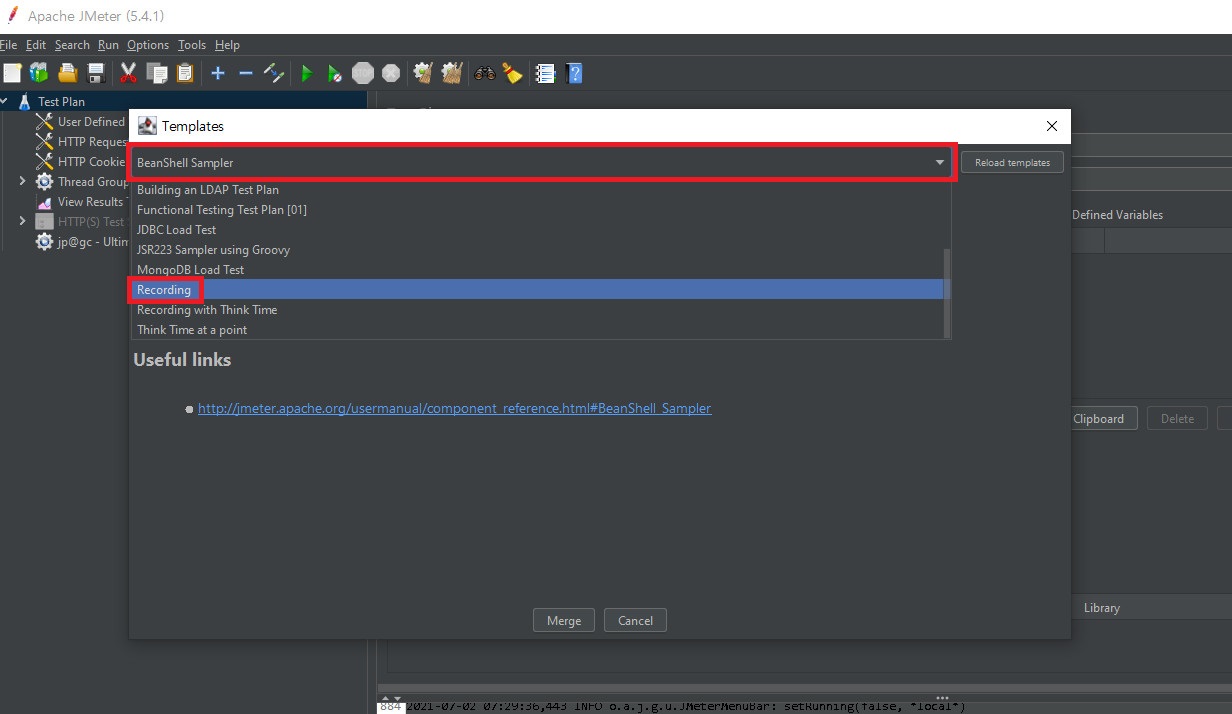 Apache JMeter (5.4.1)
File Edit Search Run Options Tools Help
STOP
Test Plan
User Defined
HTTP Reques
HTTP Cookie
Thread Group
View Results
HTTP(S) Test
jp@gc - Ultim
Templates
BeanShell Sampler
Reload templates
Building an LDAP Test Plan
Functional Testing Test Plan [01]
JDBC Load Test
JSR223 Sampler using Groovy
MongoDB Load Test
Recording
Recording with Think Time
Think Time at a point
Useful links
http://jmeter.apache.org/usermanual/component_reference.html#BeanShell_Sampler
Merge Cancel
Defined Variables
Clipboard Delete
Library
884 2021-07-02 07:29:36,443 INFO o.a.j.g.u.JMeterMenuBar: setRunning(false, *local*)